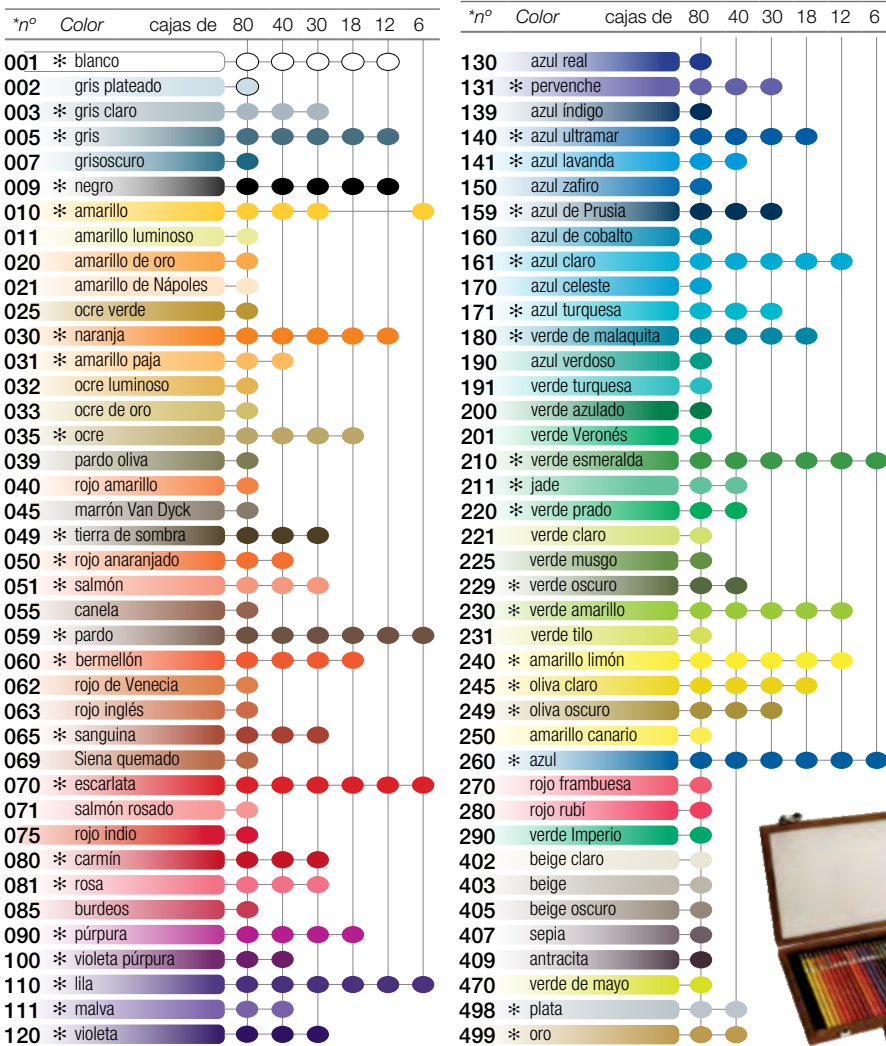 *nº Color cajas de 80 40 30 18 12 6
001 * blanco
002 gris plateado
003 * gris claro
005 * gris
007 grisoscuro
009 * negro
010 * amarillo
011 amarillo luminoso
020 amarillo de oro
021 amarillo de Nápoles
025 ocre verde
030 * naranja
031 * amarillo paja
032 ocre luminoso
033 ocre de oro
035 * ocre
039 pardo oliva
040 rojo amarillo
045 marrón Van Dyck
049 * tierra de sombra
050 * rojo anaranjado
051 * salmón
055 canela
059 * pardo
060 * bermellón
062 rojo de Venecia
063 rojo inglés
065 * sanguina
069 Siena quemado
070 * escarlata
071 salmón rosado
075 rojo indio
080 * carmín
081 * rosa
085 burdeos
090 * púrpura
100 * violeta púrpura
110 * lila
111 * malva
120 * violeta
*nº Color cajas de 80 40 30 18 12 6
130 azul real
131 * pervenche
139 azul índigo
140 * azul ultramar
141 * azul lavanda
150 azul zafiro
159 * azul de Prusia
160 azul de cobalto
161 * azul claro
170 azul celeste
171 * azul turquesa
180 * verde de malaquita
190 azul verdoso
191 verde turquesa
200 verde azulado
201 verde Veronés
210 * verde esmeralda
211 * jade
220 * verde prado
221 verde claro
225 verde musgo
229 * verde oscuro
230 * verde amarillo
231 verde tilo
240 * amarillo limón
245 * oliva claro
249 * oliva oscuro
250 amarillo canario
260 * azul
270 rojo frambuesa
280 rojo rubí
290 verde Imperio
402 beige claro
403 beige
405 beige oscuro
407 sepia
409 antracita
470 verde de mayo
498 * plata
499 * oro